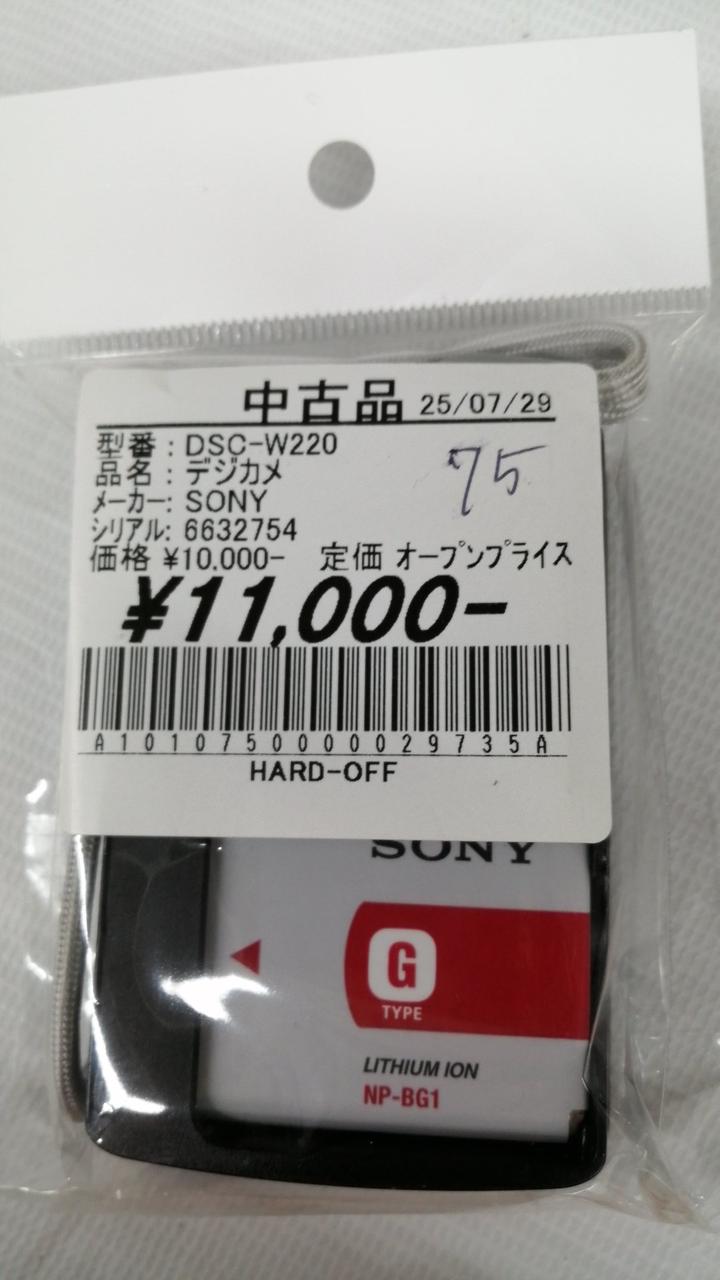 中古品 25/07/29
型番：DSC-W220
品名：デジカメ
メーカー：SONY
シリアル：6632754
75
価格 ¥10,000- 定価 オープンプライス
¥11,000-
A1010750000029735A
HARD-OFF
SONY
G
TYPE
LITHIUM ION
NP-BG1